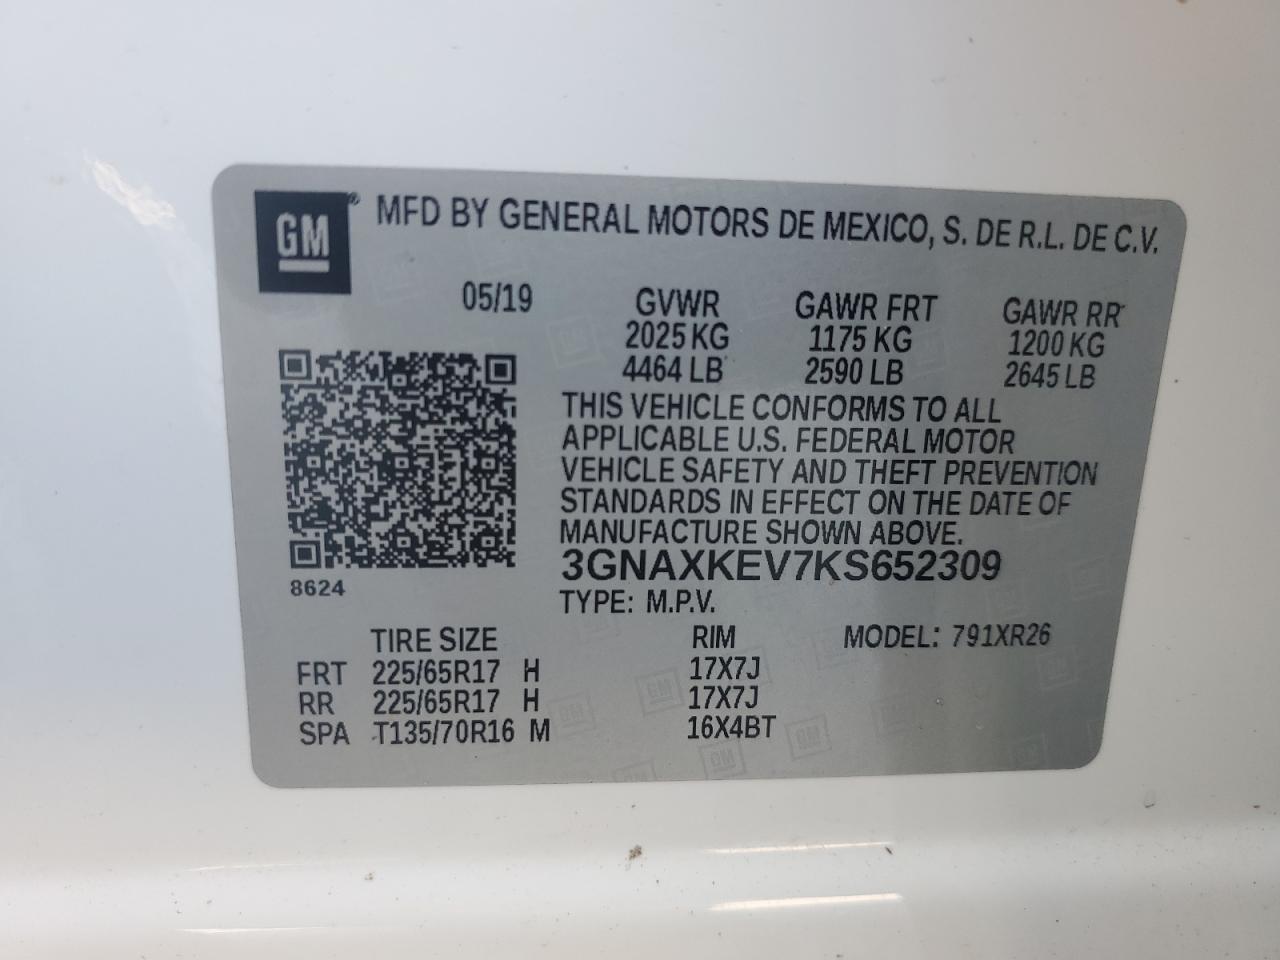 GM® MFD BY GENERAL MOTORS DE MEXICO, S. DE R.L. DE C.V.
05/19 GVWR GAWR FRT GAWR RR
2025 KG 1175 KG 1200 KG
4464 LB 2590 LB 2645 LB
THIS VEHICLE CONFORMS TO ALL
APPLICABLE U.S. FEDERAL MOTOR
VEHICLE SAFETY AND THEFT PREVENTION
STANDARDS IN EFFECT ON THE DATE OF
MANUFACTURE SHOWN ABOVE.
3GNAXKEV7KS652309
8624
TYPE: M.P.V.
TIRE SIZE RIM MODEL: 791XR26
FRT 225/65R17 H 17X7J
RR 225/65R17 H 17X7J
SPA T135/70R16 M 16X4BT